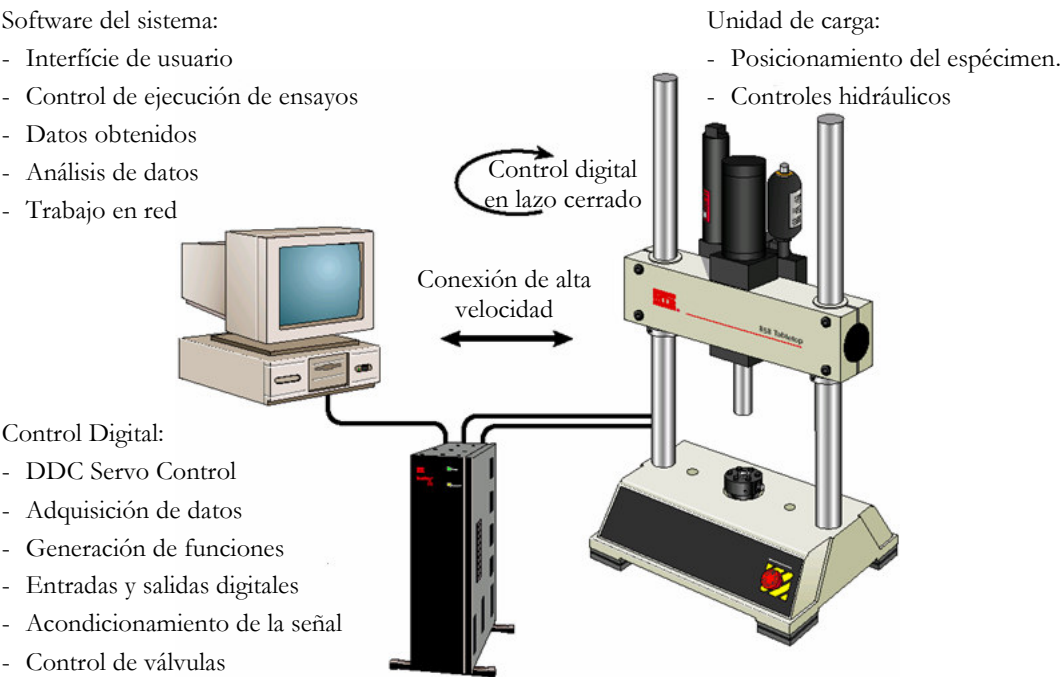 Software del sistema:
- Interfície de usuario
- Control de ejecución de ensayos
- Datos obtenidos
- Análisis de datos
- Trabajo en red
Unidad de carga:
- Posicionamiento del espécimen.
- Controles hidráulicos
Control digital
en lazo cerrado
Conexión de alta
velocidad
MTS
858 Tabletop
Control Digital:
- DDC Servo Control
- Adquisición de datos
- Generación de funciones
- Entradas y salidas digitales
- Acondicionamiento de la señal
- Control de válvulas